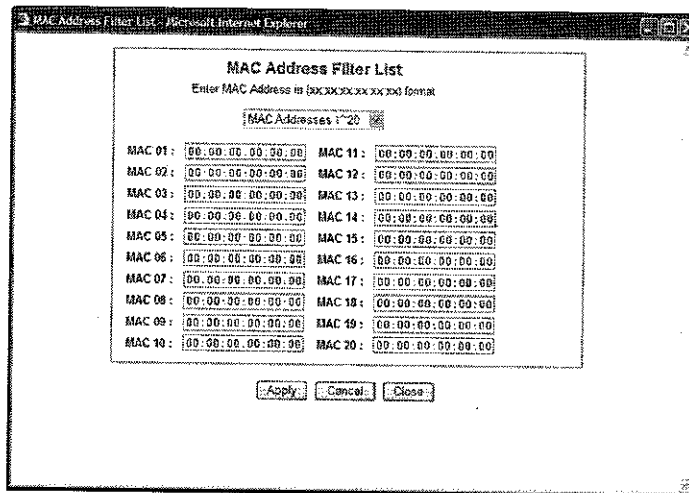 MAC Address Filter List - Microsoft Internet Explorer
MAC Address Filter List
Enter MAC Address in (xx:xx:xx:xx:xx:xx) format
MAC Addresses 1~20
MAC 01 : 00:00:00:00:00:00 MAC 11 : 00:00:00:00:00:00
MAC 02 : 00:00:00:00:00:00 MAC 12 : 00:00:00:00:00:00
MAC 03 : 00:00:00:00:00:00 MAC 13 : 00:00:00:00:00:00
MAC 04 : 00:00:00:00:00:00 MAC 14 : 00:00:00:00:00:00
MAC 05 : 00:00:00:00:00:00 MAC 15 : 00:00:00:00:00:00
MAC 06 : 00:00:00:00:00:00 MAC 16 : 00:00:00:00:00:00
MAC 07 : 00:00:00:00:00:00 MAC 17 : 00:00:00:00:00:00
MAC 08 : 00:00:00:00:00:00 MAC 18 : 00:00:00:00:00:00
MAC 09 : 00:00:00:00:00:00 MAC 19 : 00:00:00:00:00:00
MAC 10 : 00:00:00:00:00:00 MAC 20 : 00:00:00:00:00:00
Apply Cancel Close